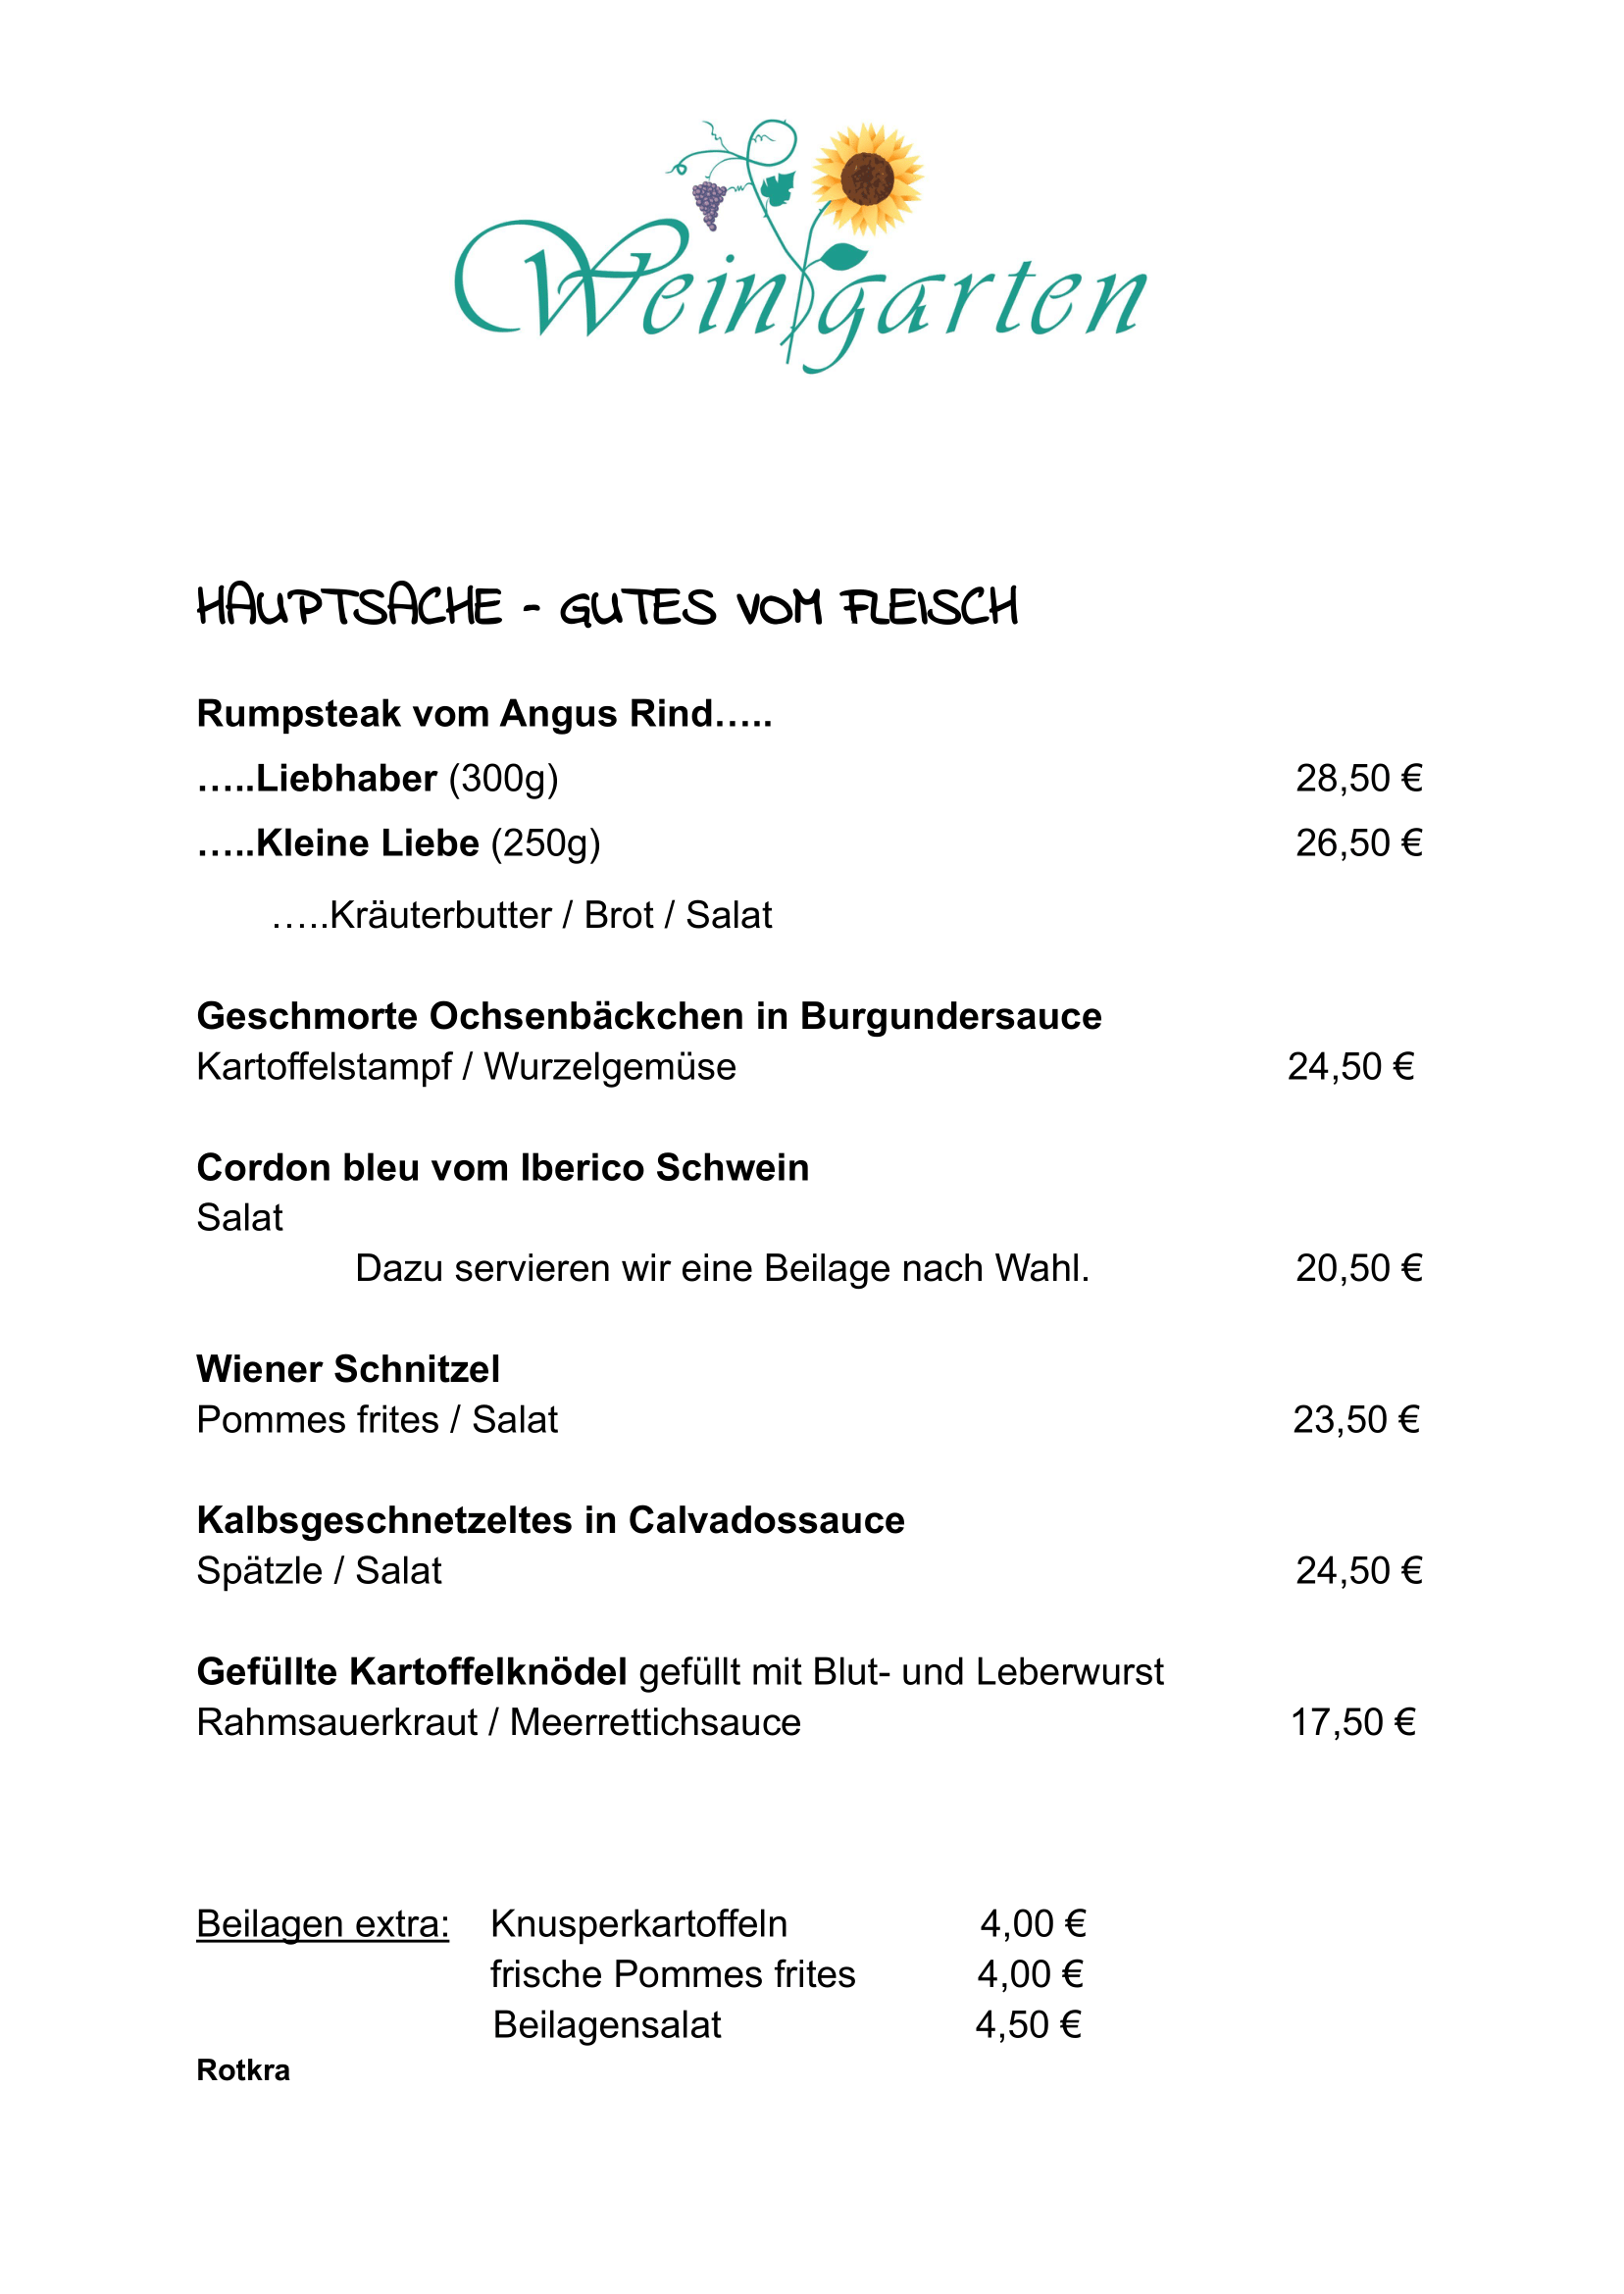 Weingarten
HAUPTSACHE - GUTES VOM FLEISCH
Rumpsteak vom Angus Rind…..
…..Liebhaber (300g) 28,50 €
…..Kleine Liebe (250g) 26,50 €
…..Kräuterbutter / Brot / Salat
Geschmorte Ochsenbäckchen in Burgundersauce
Kartoffelstampf / Wurzelgemüse 24,50 €
Cordon bleu vom Iberico Schwein
Salat
Dazu servieren wir eine Beilage nach Wahl. 20,50 €
Wiener Schnitzel
Pommes frites / Salat 23,50 €
Kalbsgeschnetzeltes in Calvadossauce
Spätzle / Salat 24,50 €
Gefüllte Kartoffelknödel gefüllt mit Blut- und Leberwurst
Rahmsauerkraut / Meerrettichsauce 17,50 €
Beilagen extra: Knusperkartoffeln 4,00 €
frische Pommes frites 4,00 €
Beilagensalat 4,50 €
Rotkra